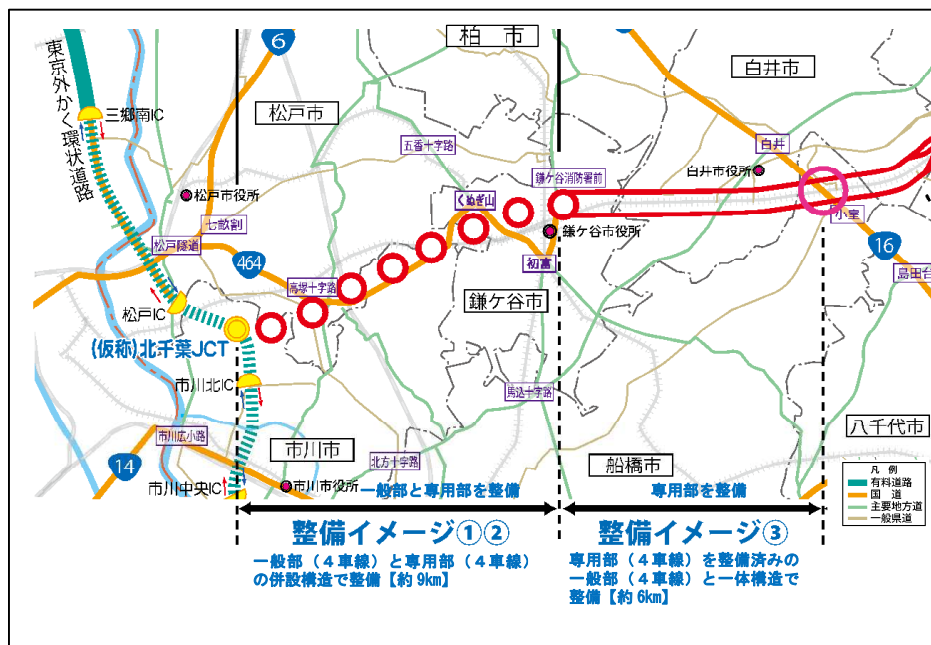 東京外かく環状道路
6
柏市
白井市
三郷南IC
松戸市
五香十字路
白井
鎌ケ谷消防署前
白井市役所
松戸市役所
くぬぎ山
七畝割
小室
松戸隧道
鎌ケ谷市役所
464
初富
16
高塚十字路
島田台
鎌ケ谷市
松戸IC
(仮称)北千葉JCT
市川北IC
馬込十字路
八千代市
市川広小路
市川市
北方十字路
船橋市
14
凡 例
有料道路
国 道
主要地方道
一般県道
市川中央IC
市川市役所
一般部と専用部を整備
専用部を整備
整備イメージ①②
整備イメージ③
一般部(4車線)と専用部(4車線)
の併設構造で整備【約9km】
専用部(4車線)を整備済みの
一般部(4車線)と一体構造で
整備【約6km】